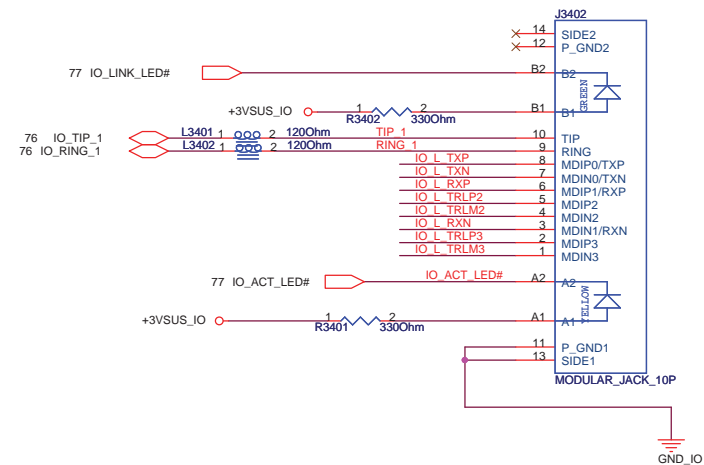 J3402
14 SIDE2
12 P_GND2
77 IO_LINK_LED# B2 B2
GREEN
+3VSUS_IO 1 R3402 2 330Ohm B1 B1
76 IO_TIP_1 L3401 1 2 120Ohm TIP_1 10 TIP
76 IO_RING_1 L3402 1 2 120Ohm RING_1 9 RING
IO_L_TXP 8 MDIP0/TXP
IO_L_TXN 7 MDIN0/TXN
IO_L_RXP 6 MDIP1/RXP
IO_L_TRLP2 5 MDIP2
IO_L_TRLM2 4 MDIN2
IO_L_RXN 3 MDIN1/RXN
IO_L_TRLP3 2 MDIP3
IO_L_TRLM3 1 MDIN3
77 IO_ACT_LED# IO_ACT_LED# A2 A2
YELLOW
+3VSUS_IO 1 R3401 2 330Ohm A1 A1
11 P_GND1
13 SIDE1
MODULAR_JACK_10P
GND_IO